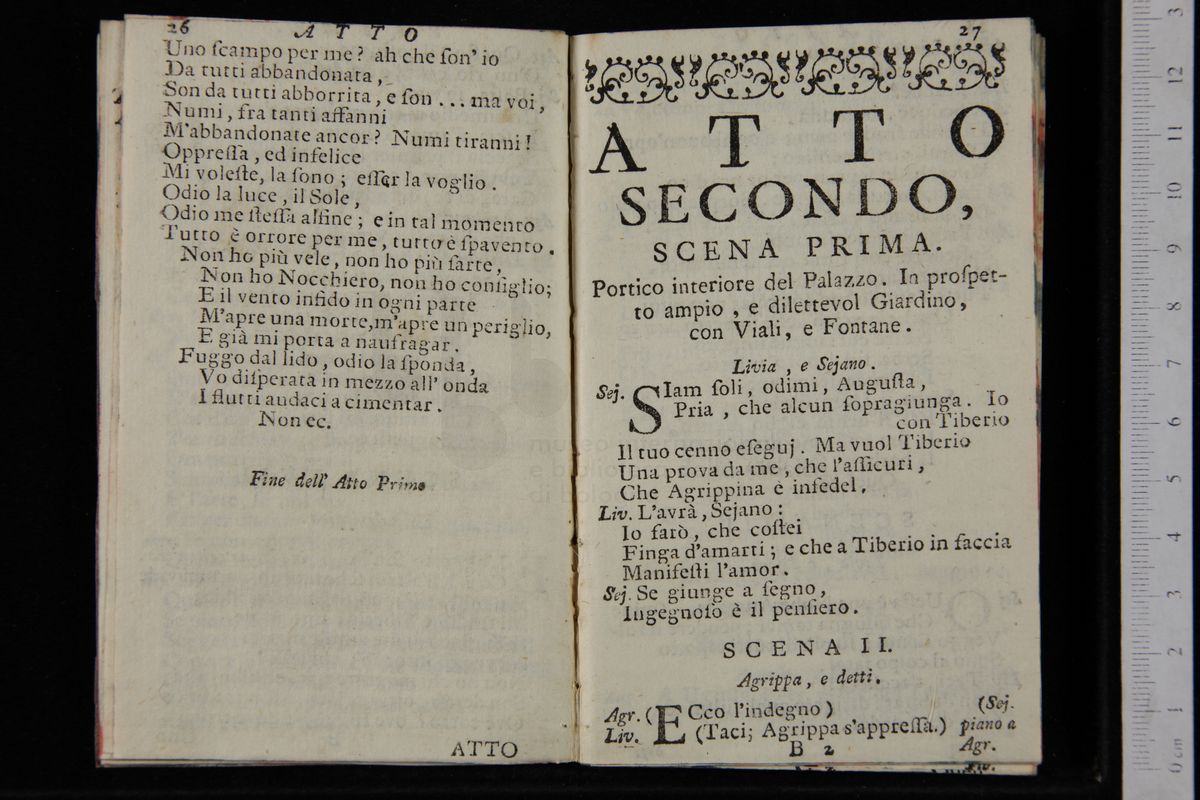 26 ATTO
Uno ſcampo per me? ah che ſon' io
Da tutti abbandonata,
Son da tutti abborrita, e ſon ... ma voi,
Numi, fra tanti affanni
M'abbandonate ancor? Numi tiranni!
Oppreſſa, ed infelice
Mi voleſte, la ſono; eſſer la voglio.
Odio la luce, il Sole,
Odio me ſteſſa alfine; e in tal momento
Tutto è orrore per me, tutto è ſpavento.
Non ho più vele, non ho più ſarte,
Non ho Nocchiero, non ho conſiglio;
E il vento infido in ogni parte
M'apre una morte, m'apre un periglio,
E già mi porta a naufragar.
Fuggo dal lido, odio la ſponda,
Vo diſperata in mezzo all' onda
I flutti audaci a cimentar.
Non ec.
Fine dell' Atto Primo
ATTO
27
ATTO
SECONDO,
SCENA PRIMA.
Portico interiore del Palazzo. In proſpet-
to ampio, e dilettevol Giardino,
con Viali, e Fontane.
Livia, e Sejano.
Sej. SIam ſoli, odimi, Auguſta,
Pria, che alcun ſopragiunga. Io
con Tiberio
Il tuo cenno eſeguj. Ma vuol Tiberio
Una prova da me, che l'aſſicuri,
Che Agrippina è infedel.
Liv. L'avrà, Sejano:
Io farò, che coſtei
Finga d'amarti; e che a Tiberio in faccia
Manifeſti l'amor.
Sej. Se giunge a ſegno,
Ingegnoſo è il penſiero.
SCENA II.
Agrippa, e detti.
Agr. (ECco l'indegno) (Sej.
Liv. (Taci; Agrippa s'appreſſa.) piano a
B 2 Agr.